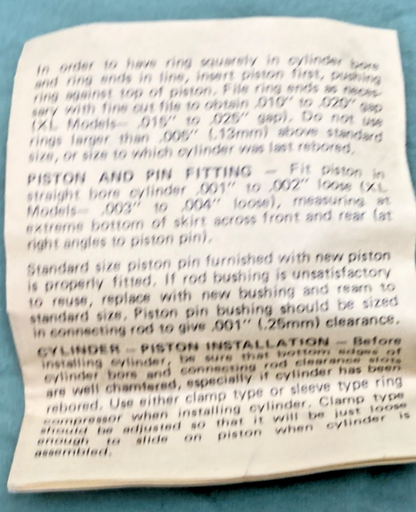 In order to have ring squarely in cylinder bore
and ring ends in line, insert piston first, pushing
ring against top of piston. File ring ends as neces-
sary with fine cut file to obtain .010" to .020" gap
(XL Models— .015" to .025" gap). Do not use
rings larger than .005" (.13mm) above standard
size, or size to which cylinder was last rebored.
PISTON AND PIN FITTING — Fit piston in
straight bore cylinder .001" to .002" loose (XL
Models— .003" to .004" loose), measuring at
extreme bottom of skirt across front and rear (at
right angles to piston pin).
Standard size piston pin furnished with new piston
is properly fitted. If rod bushing is unsatisfactory
to reuse, replace with new bushing and ream to
standard size. Piston pin bushing should be sized
in connecting rod to give .001" (.25mm) clearance.
CYLINDER – PISTON INSTALLATION — Before
installing cylinder, be sure that bottom edges of
cylinder bore and connecting rod clearance slots
are well chamfered, especially if cylinder has been
rebored. Use either clamp type or sleeve type ring
compressor when installing cylinder. Clamp type
should be adjusted so that it will be just loose
enough to slide on piston when cylinder is
assembled.